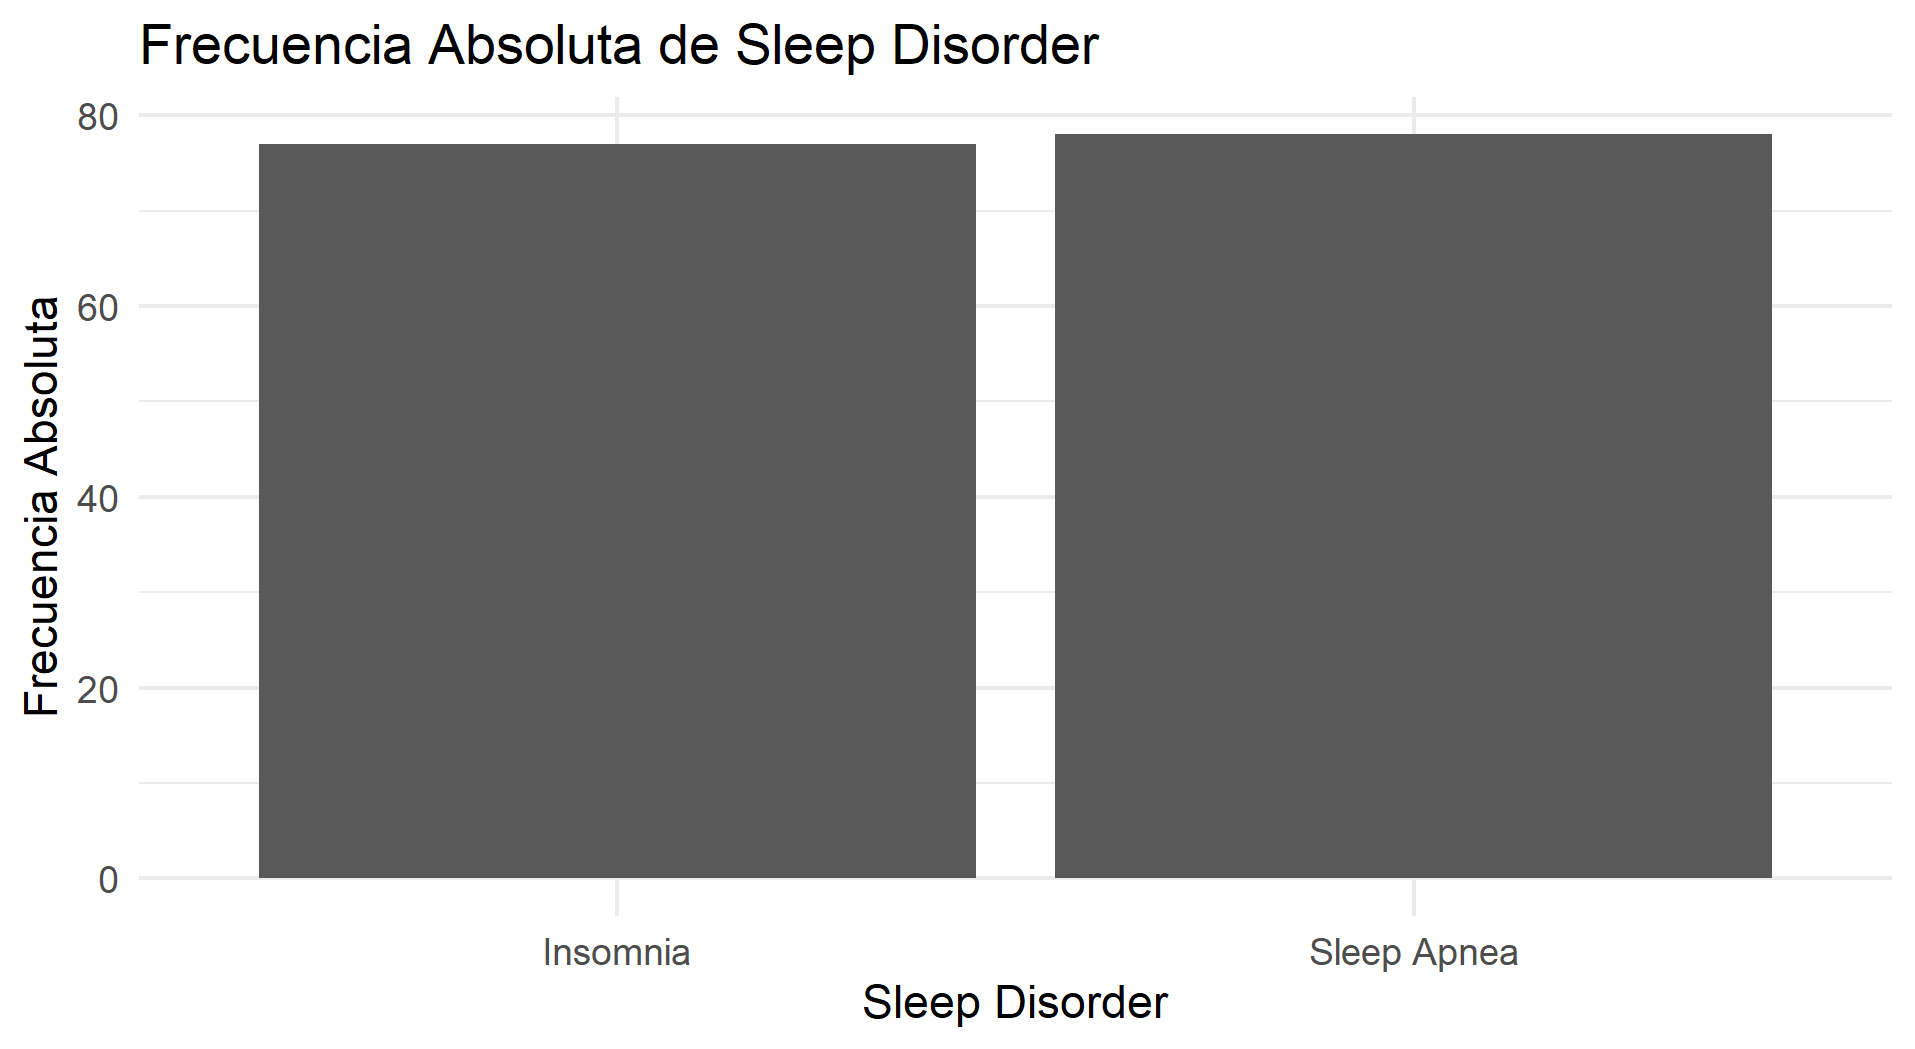 Frecuencia Absoluta de Sleep Disorder
Frecuencia Absoluta
80
60
40
20
0
Insomnia
Sleep Apnea
Sleep Disorder